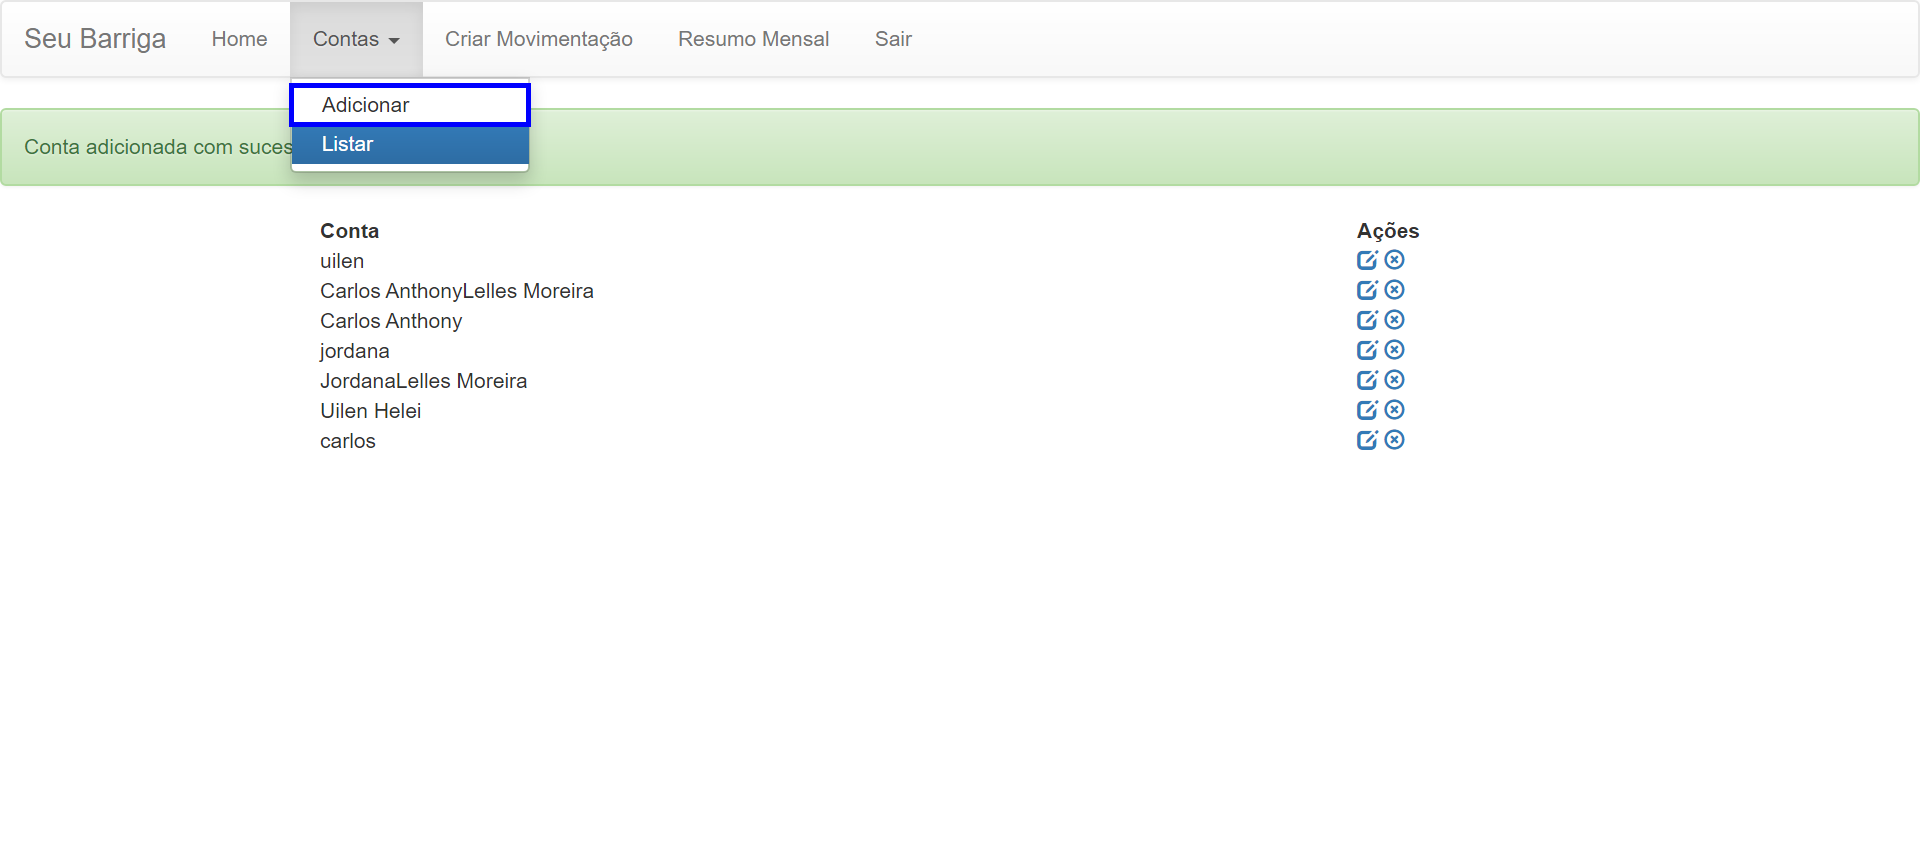 Seu Barriga Home Contas Criar Movimentação Resumo Mensal Sair
Adicionar
Listar
Conta adicionada com suces
Conta Ações
uilen
Carlos AnthonyLelles Moreira
Carlos Anthony
jordana
JordanaLelles Moreira
Uilen Helei
carlos